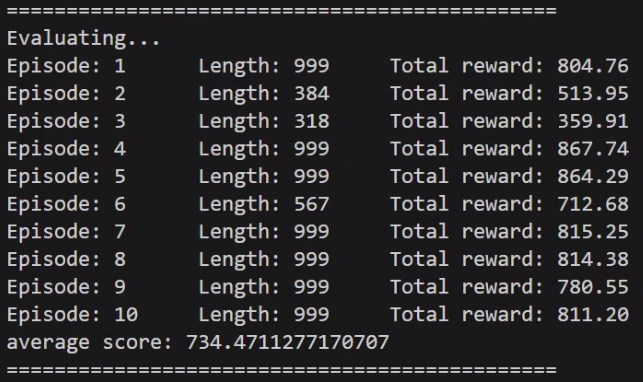 ==============================================
Evaluating...
Episode: 1      Length: 999     Total reward: 804.76
Episode: 2      Length: 384     Total reward: 513.95
Episode: 3      Length: 318     Total reward: 359.91
Episode: 4      Length: 999     Total reward: 867.74
Episode: 5      Length: 999     Total reward: 864.29
Episode: 6      Length: 567     Total reward: 712.68
Episode: 7      Length: 999     Total reward: 815.25
Episode: 8      Length: 999     Total reward: 814.38
Episode: 9      Length: 999     Total reward: 780.55
Episode: 10     Length: 999     Total reward: 811.20
average score: 734.4711277170707
==============================================